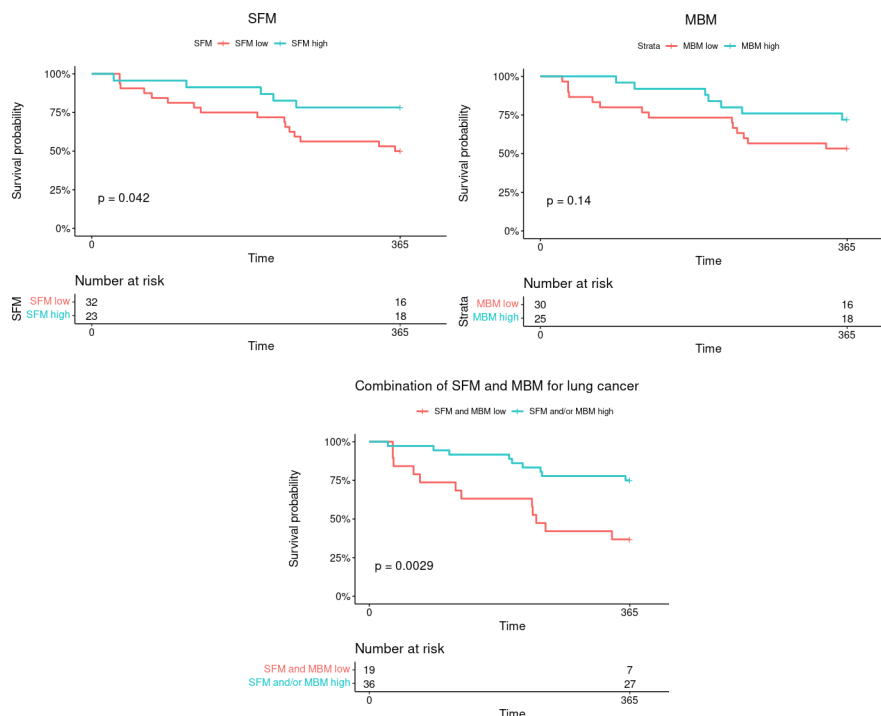 SFM
SFM SFM low SFM high
Survival probability
100%
75%
50%
25%
0%
p = 0.042
0 365
Time
Number at risk
SFM
SFM low 32 16
SFM high 23 18
0 365
Time
MBM
Strata MBM low MBM high
Survival probability
100%
75%
50%
25%
0%
p = 0.14
0 365
Time
Number at risk
Strata
MBM low 30 16
MBM high 25 18
0 365
Time
Combination of SFM and MBM for lung cancer
SFM and MBM low SFM and/or MBM high
Survival probability
100%
75%
50%
25%
0%
p = 0.0029
0 365
Time
Number at risk
SFM and MBM low 19 7
SFM and/or MBM high 36 27
0 365
Time